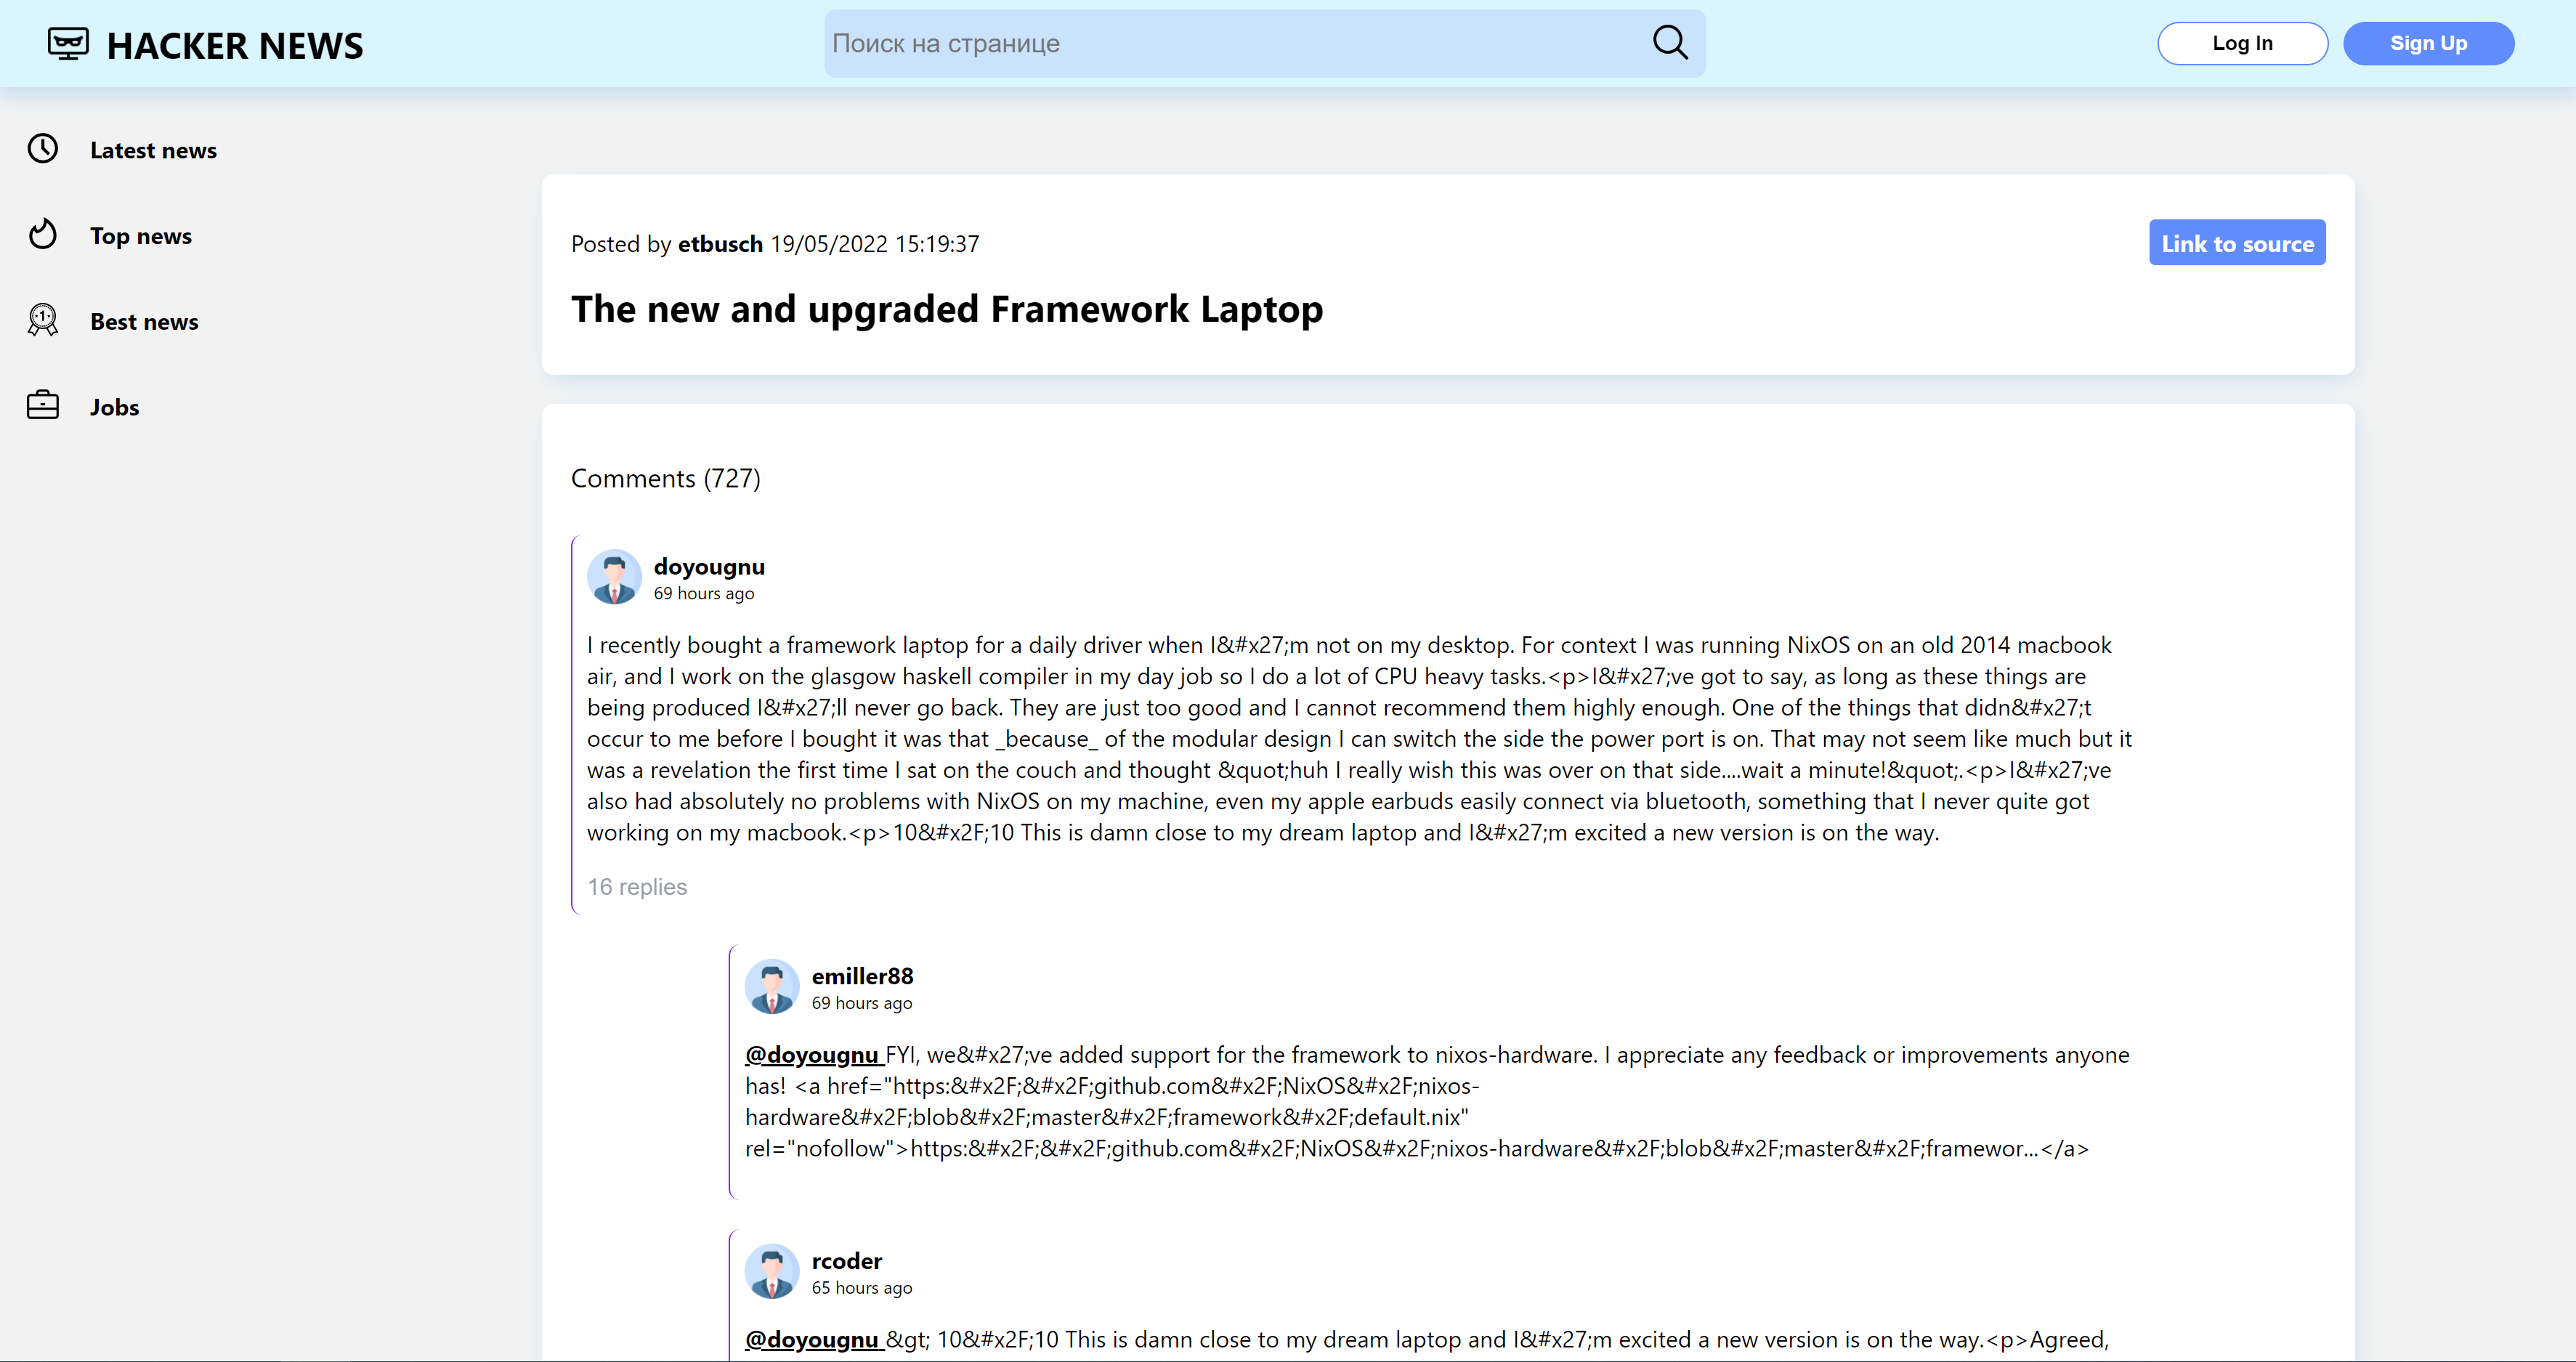 HACKER NEWS
Поиск на странице
Log In
Sign Up
Latest news
Top news
Best news
Jobs
Posted by etbusch 19/05/2022 15:19:37
Link to source
The new and upgraded Framework Laptop
Comments (727)
doyougnu
69 hours ago
I recently bought a framework laptop for a daily driver when I&#x27;m not on my desktop. For context I was running NixOS on an old 2014 macbook
air, and I work on the glasgow haskell compiler in my day job so I do a lot of CPU heavy tasks.<p>I&#x27;ve got to say, as long as these things are
being produced I&#x27;ll never go back. They are just too good and I cannot recommend them highly enough. One of the things that didn&#x27;t
occur to me before I bought it was that _because_ of the modular design I can switch the side the power port is on. That may not seem like much but it
was a revelation the first time I sat on the couch and thought &quot;huh I really wish this was over on that side....wait a minute!&quot;.<p>I&#x27;ve
also had absolutely no problems with NixOS on my machine, even my apple earbuds easily connect via bluetooth, something that I never quite got
working on my macbook.<p>10&#x2F;10 This is damn close to my dream laptop and I&#x27;m excited a new version is on the way.
16 replies
emiller88
69 hours ago
@doyougnu FYI, we&#x27;ve added support for the framework to nixos-hardware. I appreciate any feedback or improvements anyone
has! <a href="https:&#x2F;&#x2F;github.com&#x2F;NixOS&#x2F;nixos-
hardware&#x2F;blob&#x2F;master&#x2F;framework&#x2F;default.nix"
rel="nofollow">https:&#x2F;&#x2F;github.com&#x2F;NixOS&#x2F;nixos-hardware&#x2F;blob&#x2F;master&#x2F;framewor...</a>
rcoder
65 hours ago
@doyougnu &gt; 10&#x2F;10 This is damn close to my dream laptop and I&#x27;m excited a new version is on the way.<p>Agreed,